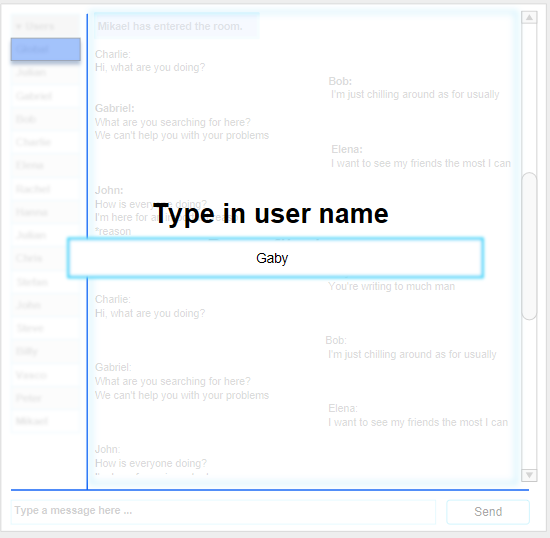 Users
Global
Julian
Gabriel
Bob
Charlie
Elena
Rachel
Hanna
Julien
Chris
Stefan
John
Steve
Billy
Vance
Peter
Mikael
Mikael has entered the room.
Charlie:
Hi, what are you doing?
Bob:
I'm just chilling around as for usually
Gabriel:
What are you searching for here?
We can't help you with your problems
Elena:
I want to see my friends the most I can
John:
How is everyone doing?
I'm here for an
*reason
Type in user name
Gaby
You're writing to much man
Charlie:
Hi, what are you doing?
Bob:
I'm just chilling around as for usually
Gabriel:
What are you searching for here?
We can't help you with your problems
Elena:
I want to see my friends the most I can
John:
How is everyone doing?
Type a message here ...
Send